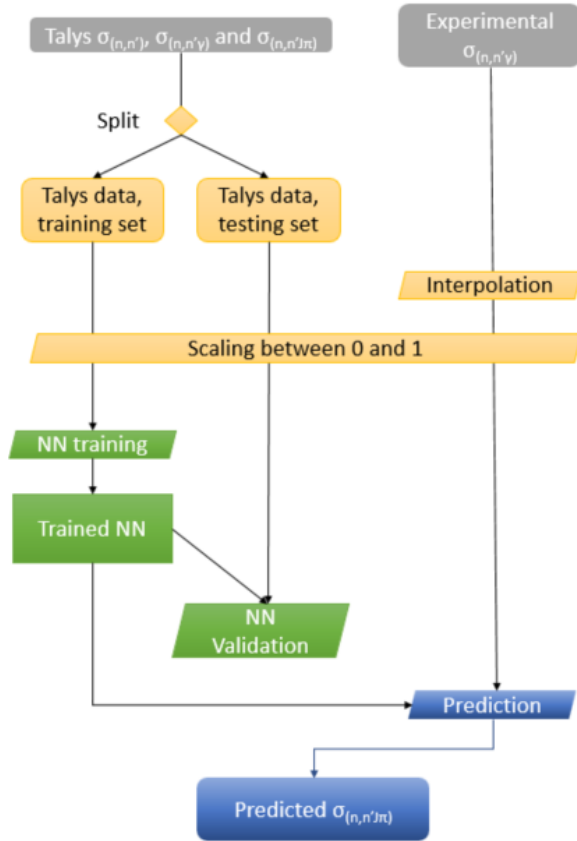 Talys σ(n,n'), σ(n,n'γ) and σ(n,n'Jπ)
Experimental
σ(n,n'γ)
Split
Talys data,
training set
Talys data,
testing set
Interpolation
Scaling between 0 and 1
NN training
Trained NN
NN
Validation
Prediction
Predicted σ(n,n'Jπ)